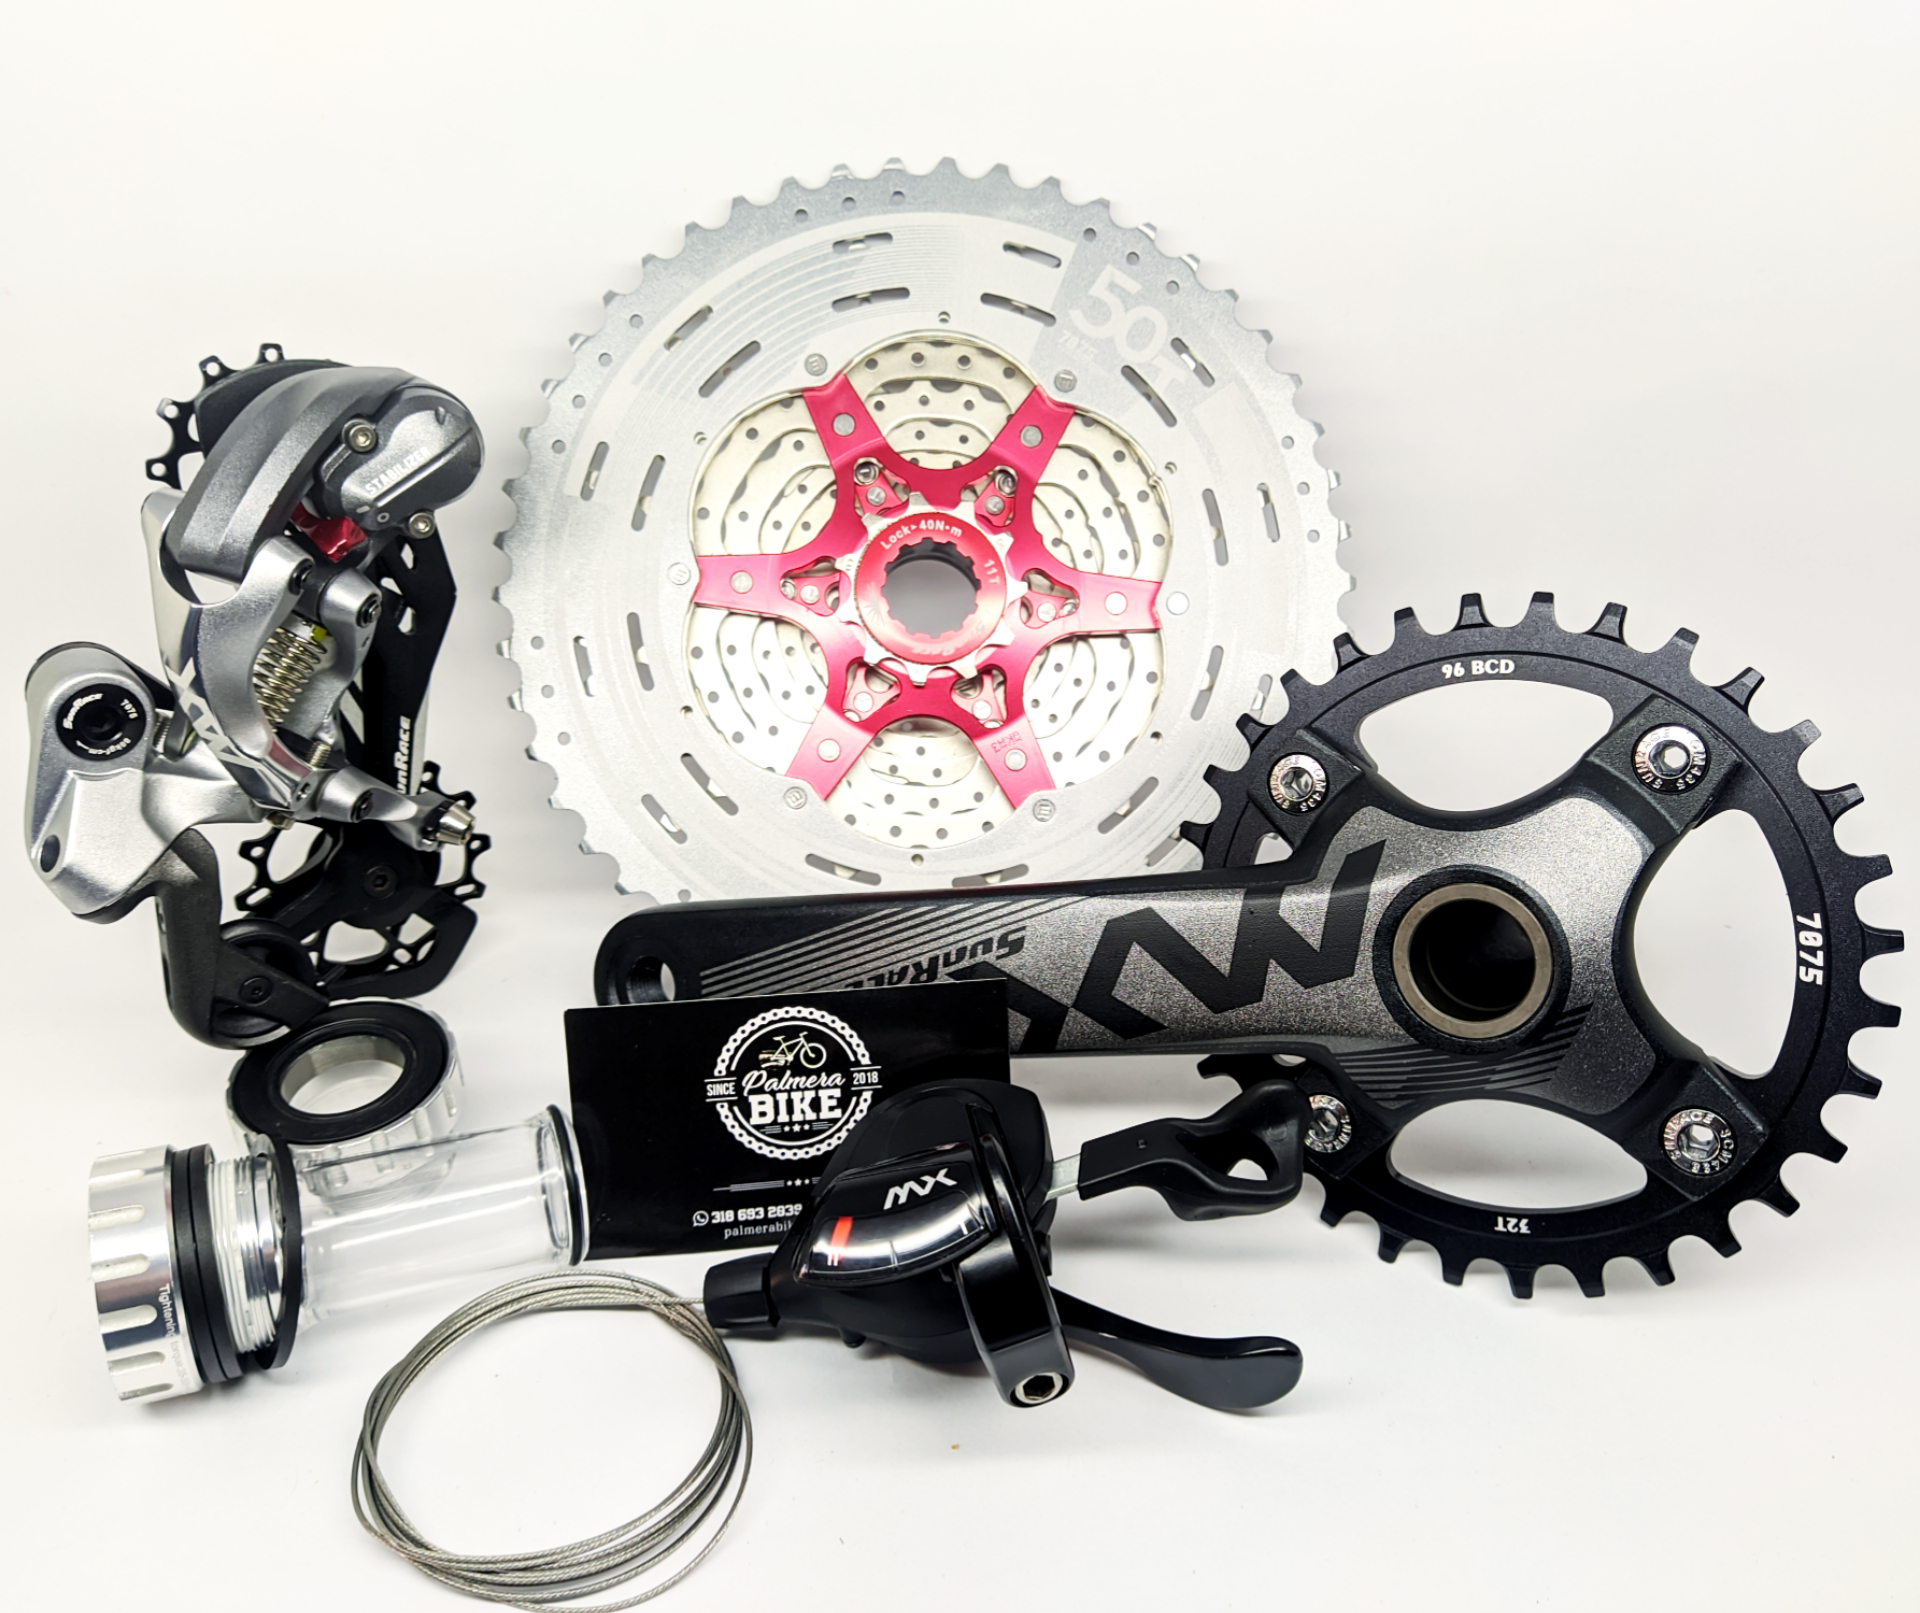 50T
STABILIZER
Lock▸40N•m
11T
SunRACE
7075
MX
SunRACE
96 BCD
7075
32T
SunRACE
MX
SINCE Palmera 2018
BIKE
318 693 2839
palmerabik
MX
Tightening